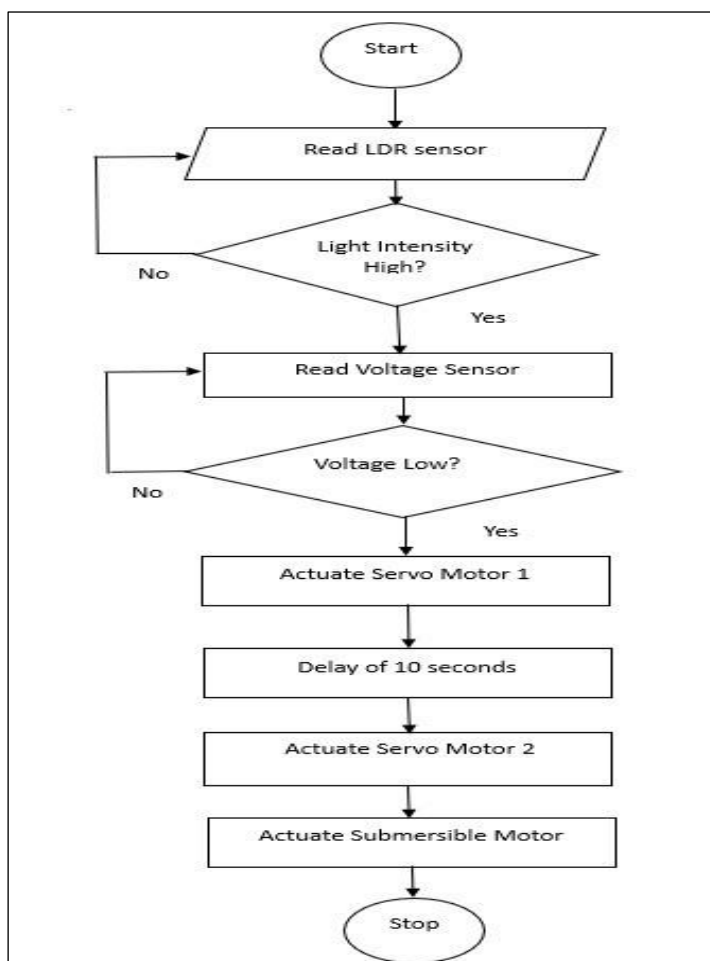 Start
Read LDR sensor
Light Intensity
High?
No
Yes
Read Voltage Sensor
Voltage Low?
No
Yes
Actuate Servo Motor 1
Delay of 10 seconds
Actuate Servo Motor 2
Actuate Submersible Motor
Stop